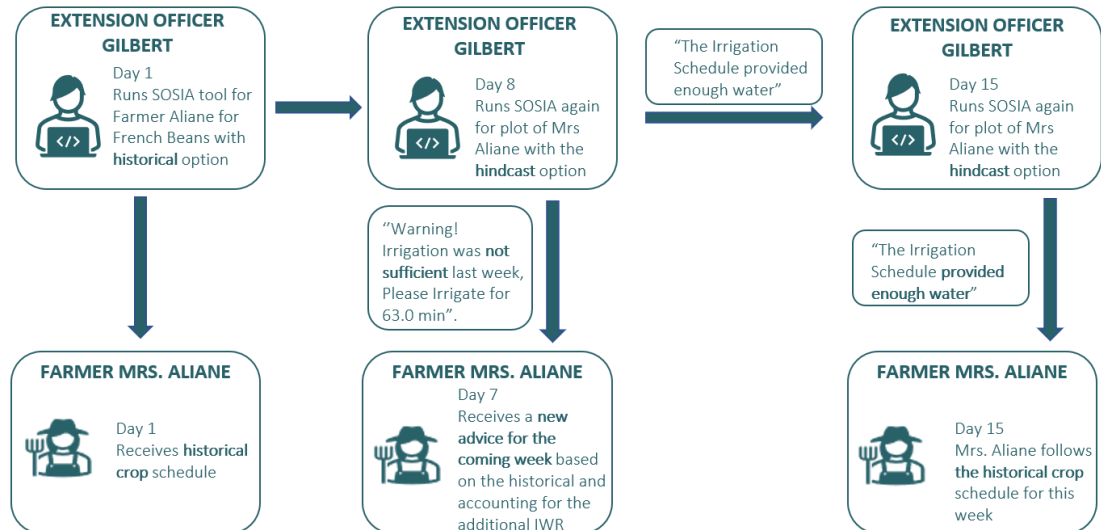 EXTENSION OFFICER
GILBERT
Day 1
Runs SOSIA tool for
Farmer Aliane for
French Beans with
historical option
</>
EXTENSION OFFICER
GILBERT
Day 8
Runs SOSIA again
for plot of Mrs
Aliane with the
hindcast option
</>
“The Irrigation
Schedule provided
enough water”
EXTENSION OFFICER
GILBERT
Day 15
Runs SOSIA again
for plot of Mrs
Aliane with the
hindcast option
</>
“Warning!
Irrigation was not
sufficient last week,
Please Irrigate for
63.0 min”.
“The Irrigation
Schedule provided
enough water”
FARMER MRS. ALIANE
Day 1
Receives historical
crop schedule
FARMER MRS. ALIANE
Day 7
Receives a new
advice for the
coming week based
on the historical and
accounting for the
additional IWR
FARMER MRS. ALIANE
Day 15
Mrs. Aliane follows
the historical crop
schedule for this
week